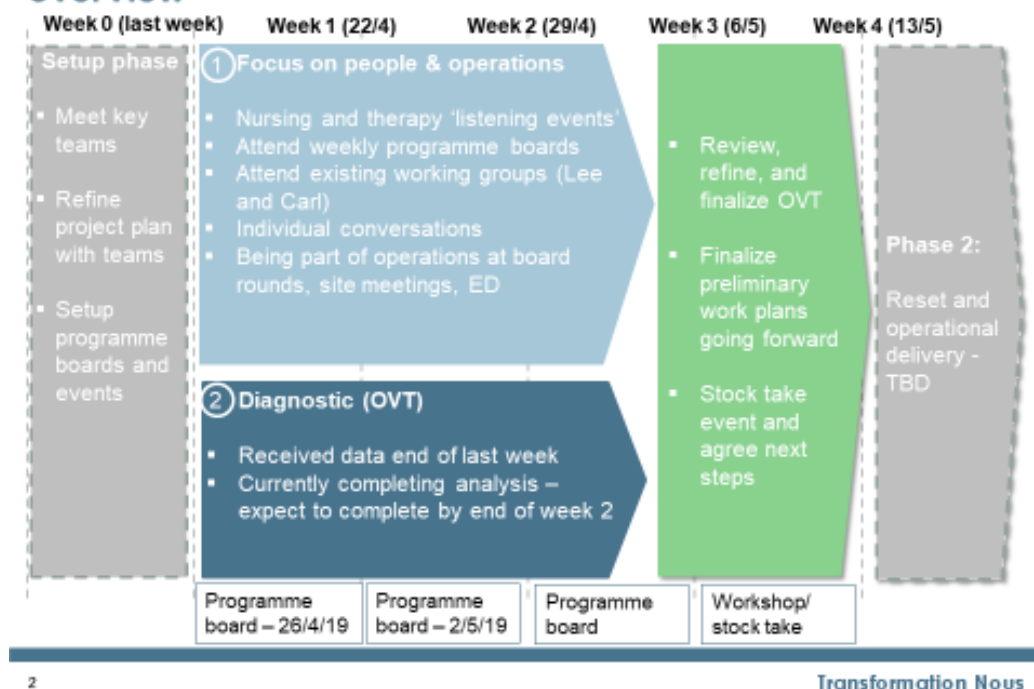 Overview
Week 0 (last week)
Week 1 (22/4)
Week 2 (29/4)
Week 3 (6/5)
Week 4 (13/5)
Setup phase
▪ Meet key
teams
▪ Refine
project plan
with teams
▪ Setup
programme
boards and
events
1 Focus on people & operations
▪ Nursing and therapy ‘listening events’
▪ Attend weekly programme boards
▪ Attend existing working groups (Lee
and Carl)
▪ Individual conversations
▪ Being part of operations at board
rounds, site meetings, ED
2 Diagnostic (OVT)
▪ Received data end of last week
▪ Currently completing analysis –
expect to complete by end of week 2
▪ Review,
refine, and
finalize OVT
▪ Finalize
preliminary
work plans
going forward
▪ Stock take
event and
agree next
steps
Phase 2:
Reset and
operational
delivery -
TBD
Programme
board – 26/4/19
Programme
board – 2/5/19
Programme
board
Workshop/
stock take
2
Transformation Nous